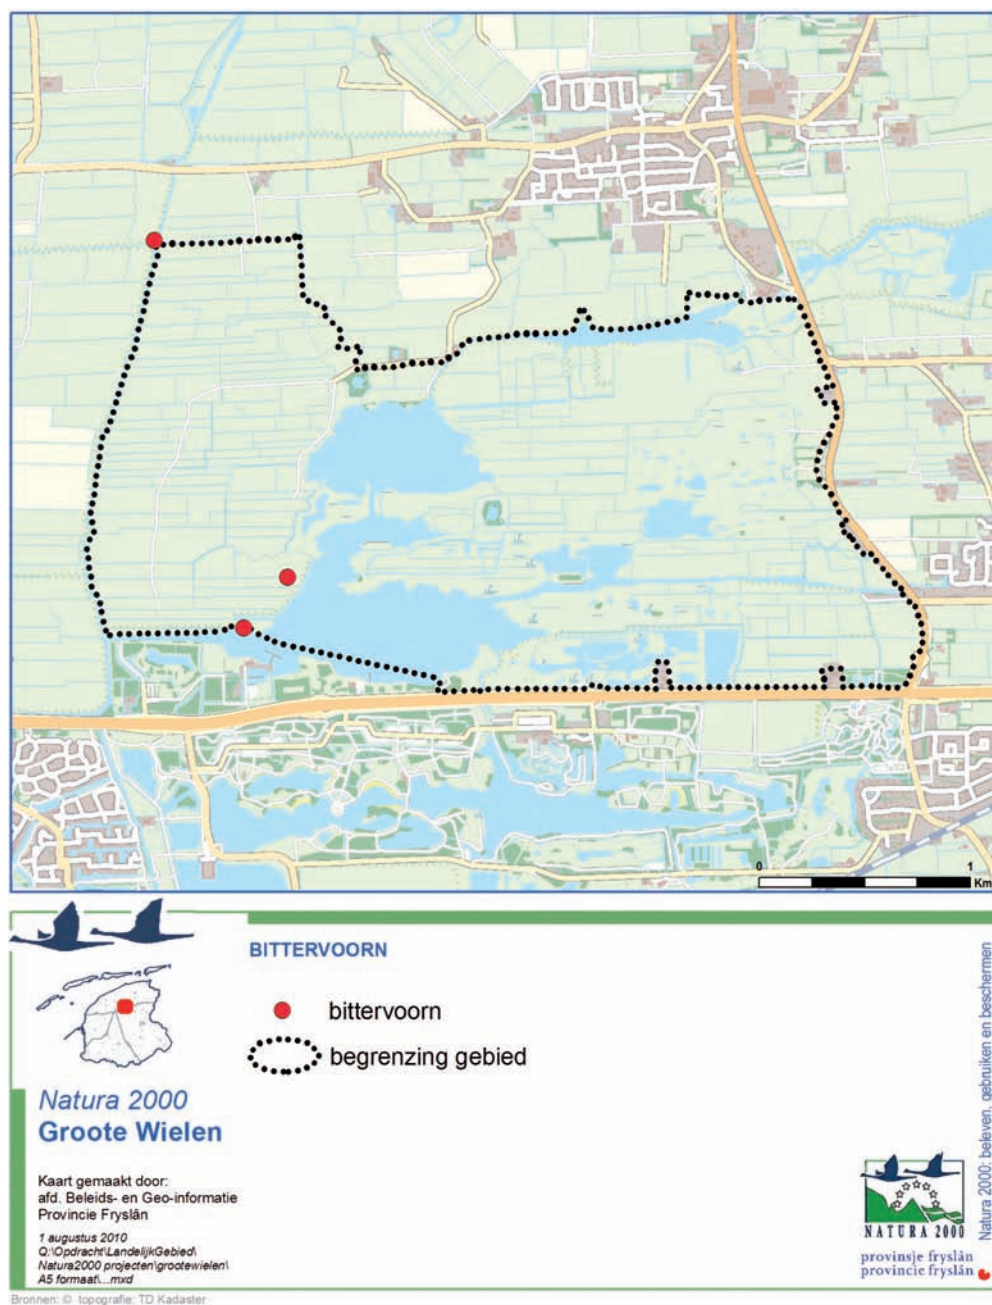 0
1
Km
BITTERVOORN
bittervoorn
begrenzing gebied
Natura 2000
Groote Wielen
Kaart gemaakt door:
afd. Beleids- en Geo-informatie
Provincie Fryslân
1 augustus 2010
Q:\Opdracht\LandelijkGebied\
Natura2000 projecten\grootewielen\
A5 formaat\...mxd
Natura 2000: beleven, gebruiken en beschermen
NATURA 2000
provinsje fryslân
provincie fryslân
Bronnen: © topografie: TD Kadaster